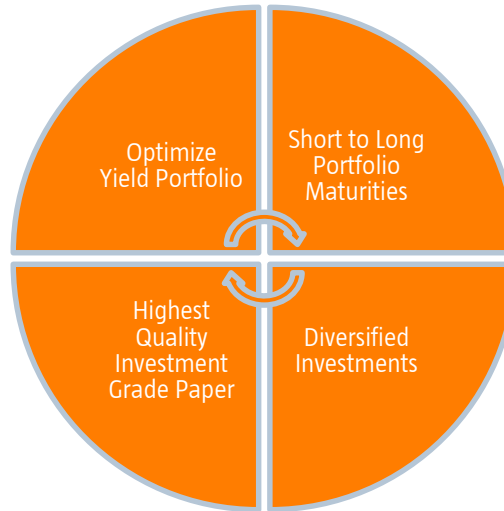 Optimize
Yield Portfolio
Short to Long
Portfolio
Maturities
Highest
Quality
Investment
Grade Paper
Diversified
Investments